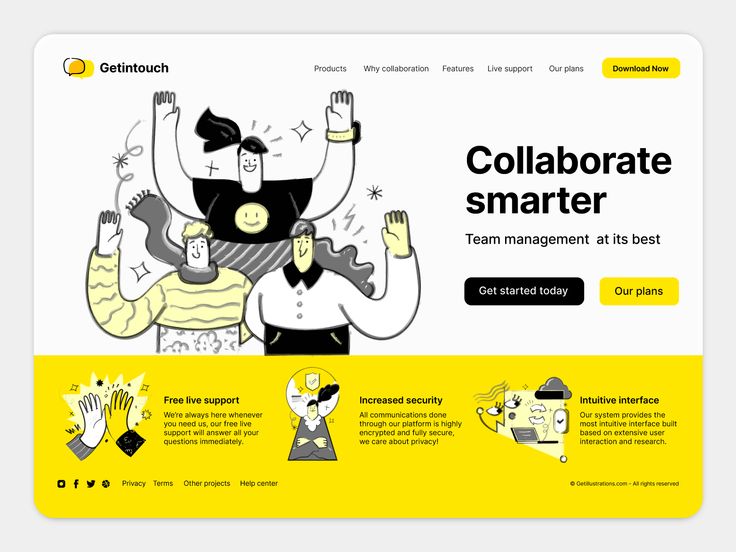 Getintouch
Products Why collaboration Features Live support Our plans Download Now
Collaborate
smarter
Team management at its best
Get started today Our plans
Free live support
We're always here whenever
you need us, our free live
support will answer all your
questions immediately.
Increased security
All communications done
through our platform is highly
encrypted and fully secure,
we care about privacy!
Intuitive interface
Our system provides the
most intuitive interface built
based on extensive user
interaction and research.
Privacy Terms Other projects Help center
© Getillustrations.com - All rights reserved